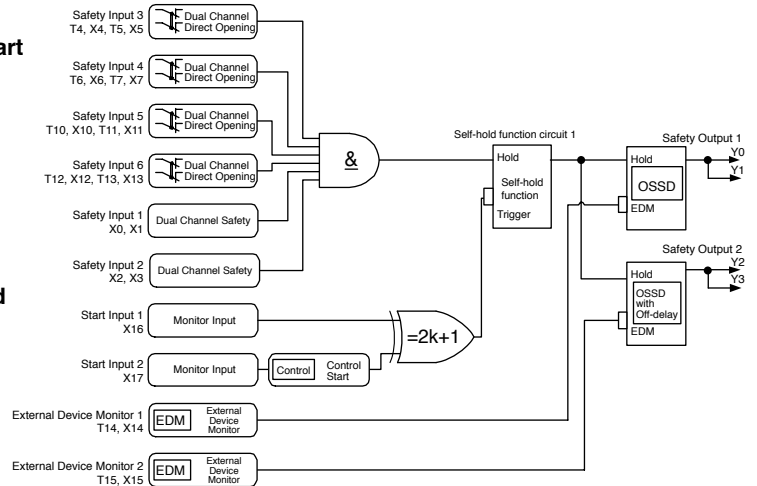 art
d
Safety Input 3
T4, X4, T5, X5
Dual Channel
Direct Opening
Safety Input 4
T6, X6, T7, X7
Dual Channel
Direct Opening
Safety Input 5
T10, X10, T11, X11
Dual Channel
Direct Opening
Safety Input 6
T12, X12, T13, X13
Dual Channel
Direct Opening
Safety Input 1
X0, X1
Dual Channel Safety
Safety Input 2
X2, X3
Dual Channel Safety
Start Input 1
X16
Monitor Input
Start Input 2
X17
Monitor Input
Control
Control
Start
External Device Monitor 1
T14, X14
EDM
External
Device
Monitor
External Device Monitor 2
T15, X15
EDM
External
Device
Monitor
&
=2k+1
Self-hold function circuit 1
Hold
Self-hold
function
Trigger
Safety Output 1
Hold
OSSD
EDM
Y0
Y1
Safety Output 2
Hold
OSSD
with
Off-delay
EDM
Y2
Y3